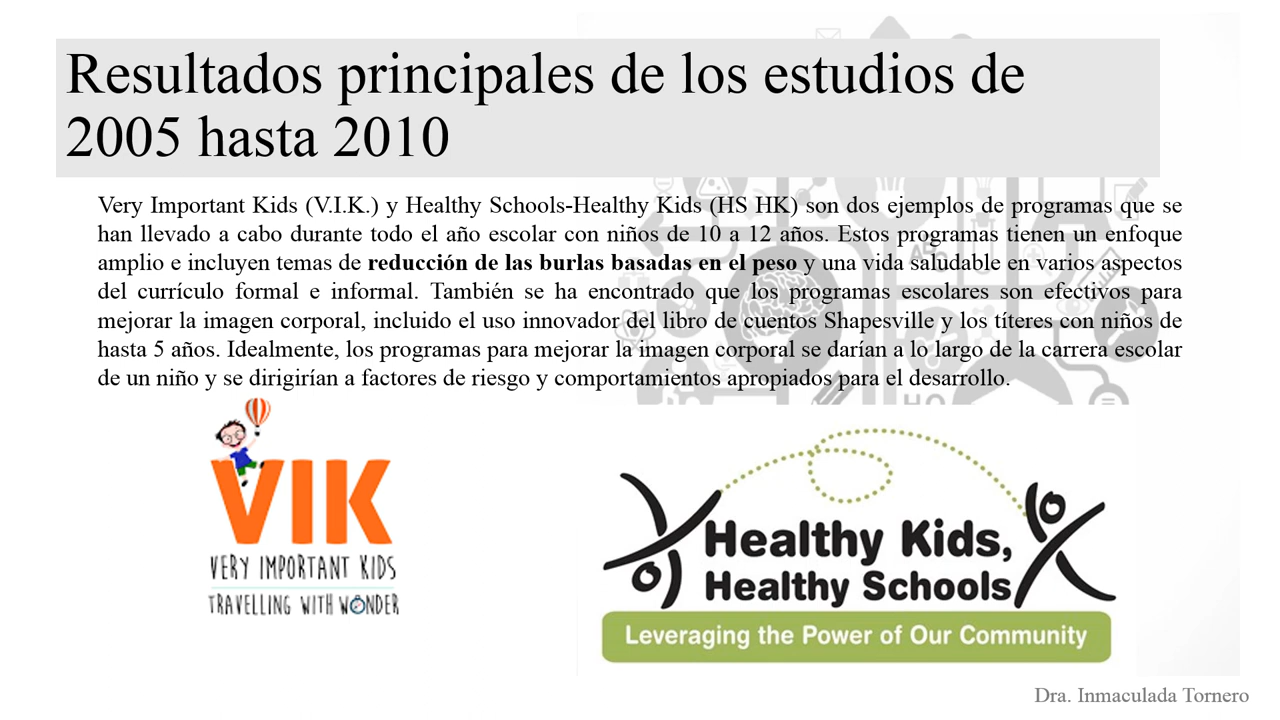 Resultados principales de los estudios de
2005 hasta 2010
Very Important Kids (V.I.K.) y Healthy Schools-Healthy Kids (HS HK) son dos ejemplos de programas que se
han llevado a cabo durante todo el año escolar con niños de 10 a 12 años. Estos programas tienen un enfoque
amplio e incluyen temas de reducción de las burlas basadas en el peso y una vida saludable en varios aspectos
del currículo formal e informal. También se ha encontrado que los programas escolares son efectivos para
mejorar la imagen corporal, incluido el uso innovador del libro de cuentos Shapesville y los títeres con niños de
hasta 5 años. Idealmente, los programas para mejorar la imagen corporal se darían a lo largo de la carrera escolar
de un niño y se dirigirían a factores de riesgo y comportamientos apropiados para el desarrollo.
VIK
VERY IMPORTANT KIDS
TRAVELLING WITH WONDER
Healthy Kids,
Healthy Schools
Leveraging the Power of Our Community
Dra. Inmaculada Tornero